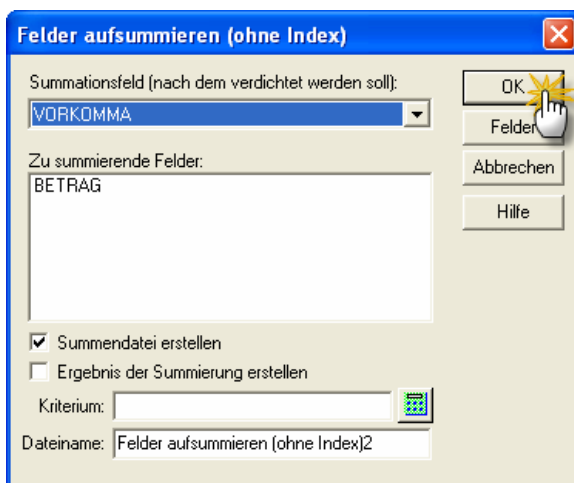 Felder aufsummieren (ohne Index)
Summationsfeld (nach dem verdichtet werden soll):
VORKOMMA
Zu summierende Felder:
BETRAG
Summendatei erstellen
Ergebnis der Summierung erstellen
Kriterium:
Dateiname: Felder aufsummieren (ohne Index)2
OK
Felder
Abbrechen
Hilfe